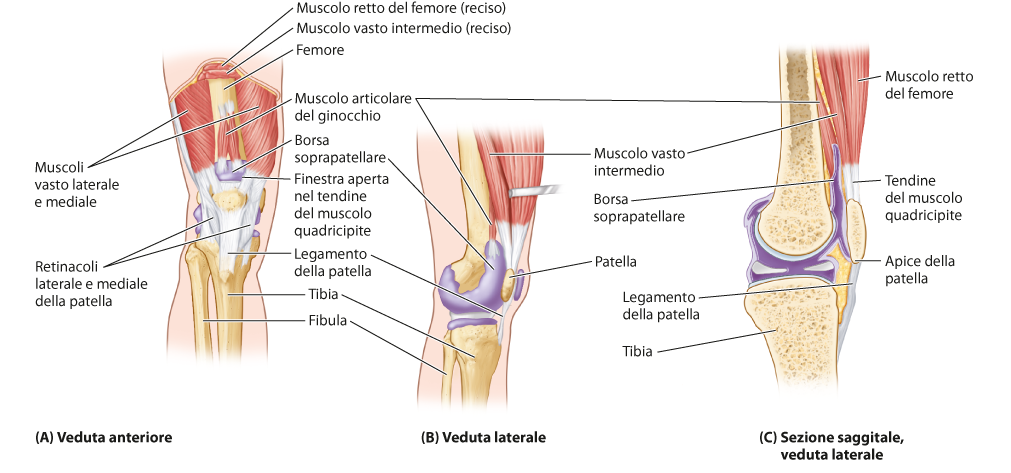 Muscolo retto del femore (reciso)
Muscolo vasto intermedio (reciso)
Femore
Muscolo articolare
del ginocchio
Borsa
soprapatellare
Finestra aperta
nel tendine
del muscolo
quadricipite
Legamento
della patella
Tibia
Fibula
Muscoli
vasto laterale
e mediale
Retinacoli
laterale e mediale
della patella
(A) Veduta anteriore
Muscolo vasto
intermedio
Borsa
soprapatellare
Patella
Legamento
della patella
Tibia
(B) Veduta laterale
Muscolo retto
del femore
Tendine
del muscolo
quadricipite
Apice della
patella
(C) Sezione saggitale,
veduta laterale